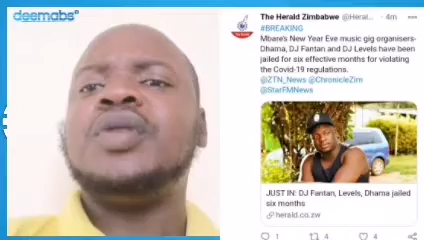 deemabs
The Herald Zimbabwe @Heral... · 4m
#BREAKING
Mbare's New Year Eve music gig organisers-
Dhama, DJ Fantan and DJ Levels have been
jailed for six effective months for violating
the Covid-19 regulations.
@ZTN_News @ChronicleZim
@StarFMNews
JUST IN: DJ Fantan, Levels, Dhama jailed
six months
herald.co.zw
1 4 4